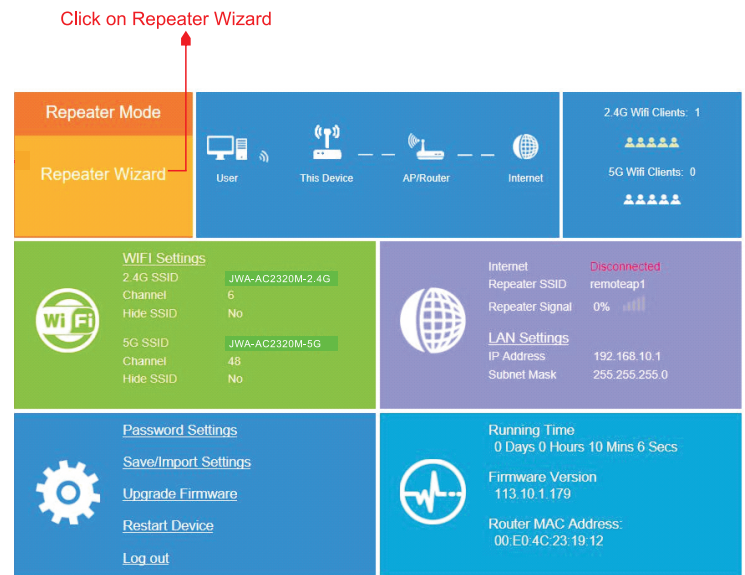 Click on Repeater Wizard
Repeater Mode
Repeater Wizard
User
This Device
AP/Router
Internet
2.4G Wifi Clients: 1
5G Wifi Clients: 0
WIFI Settings
2.4G SSID JWA-AC2320M-2.4G
Channel 6
Hide SSID No
5G SSID JWA-AC2320M-5G
Channel 48
Hide SSID No
Wi Fi
Internet Disconnected
Repeater SSID remoteap1
Repeater Signal 0%
LAN Settings
IP Address 192.168.10.1
Subnet Mask 255.255.255.0
Password Settings
Save/Import Settings
Upgrade Firmware
Restart Device
Log out
Running Time
0 Days 0 Hours 10 Mins 6 Secs
Firmware Version
113.10.1.179
Router MAC Address:
00:E0:4C:23:19:12